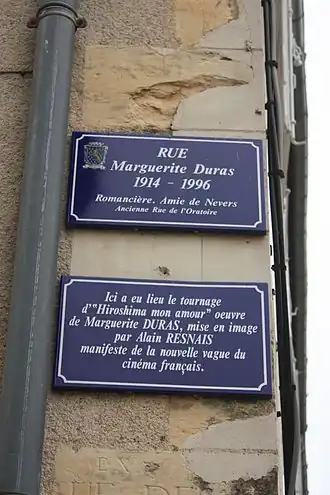 RUE
Marguerite Duras
1914 - 1996
Romancière. Amie de Nevers
Ancienne Rue de l'Oratoire
Ici a eu lieu le tournage
d'"Hiroshima mon amour" oeuvre
de Marguerite DURAS, mise en image
par Alain RESNAIS
manifeste de la nouvelle vague du
cinéma français.